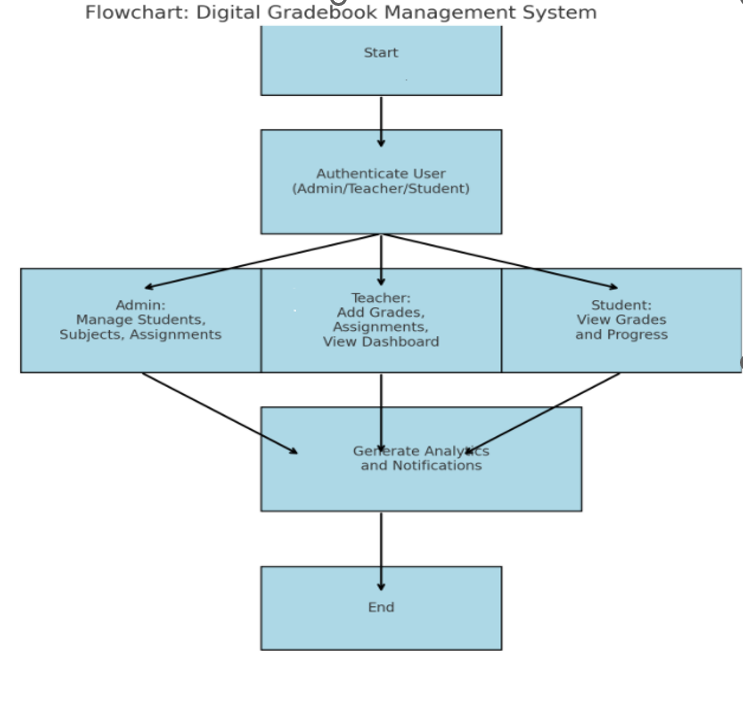 Flowchart: Digital Gradebook Management System
Start
Authenticate User
(Admin/Teacher/Student)
Admin:
Manage Students,
Subjects, Assignments
Teacher:
Add Grades,
Assignments,
View Dashboard
Student:
View Grades
and Progress
Generate Analytics
and Notifications
End